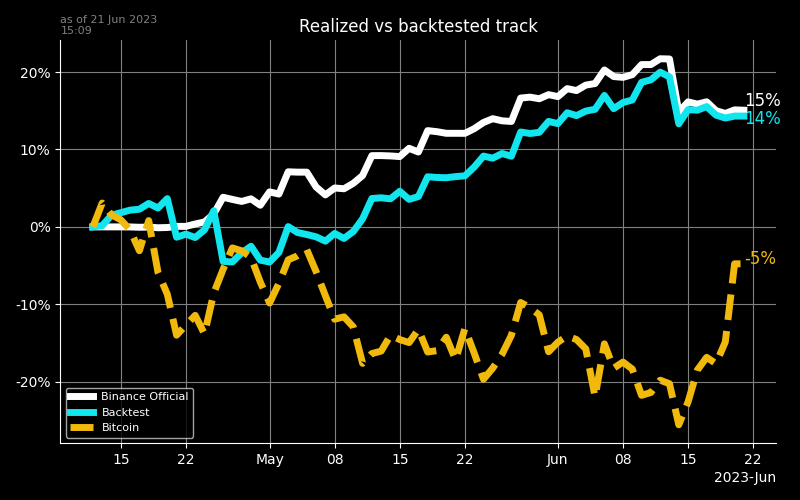 as of 21 Jun 2023
15:09
Realized vs backtested track
20%
10%
0%
-10%
-20%
15%
14%
-5%
Binance Official
Backtest
Bitcoin
15 22 May 08 15 22 Jun 08 15 22
2023-Jun